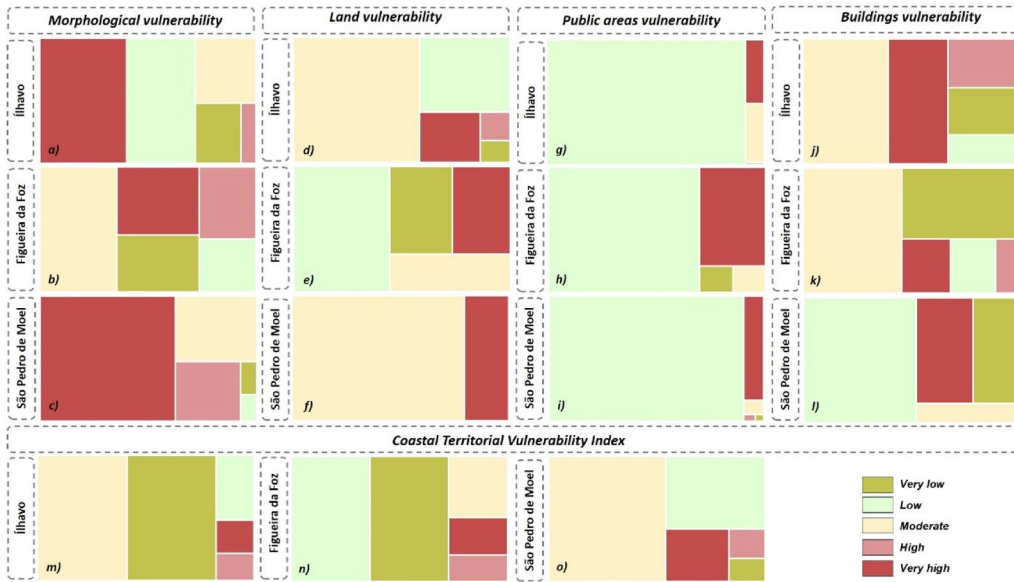 Morphological vulnerability
Land vulnerability
Public areas vulnerability
Buildings vulnerability
Ílhavo
a)
Ílhavo
d)
Ílhavo
g)
Ílhavo
j)
Figueira da Foz
b)
Figueira da Foz
e)
Figueira da Foz
h)
Figueira da Foz
k)
São Pedro de Moel
c)
São Pedro de Moel
f)
São Pedro de Moel
i)
São Pedro de Moel
l)
Coastal Territorial Vulnerability Index
Ílhavo
m)
Figueira da Foz
n)
São Pedro de Moel
o)
Very low
Low
Moderate
High
Very high